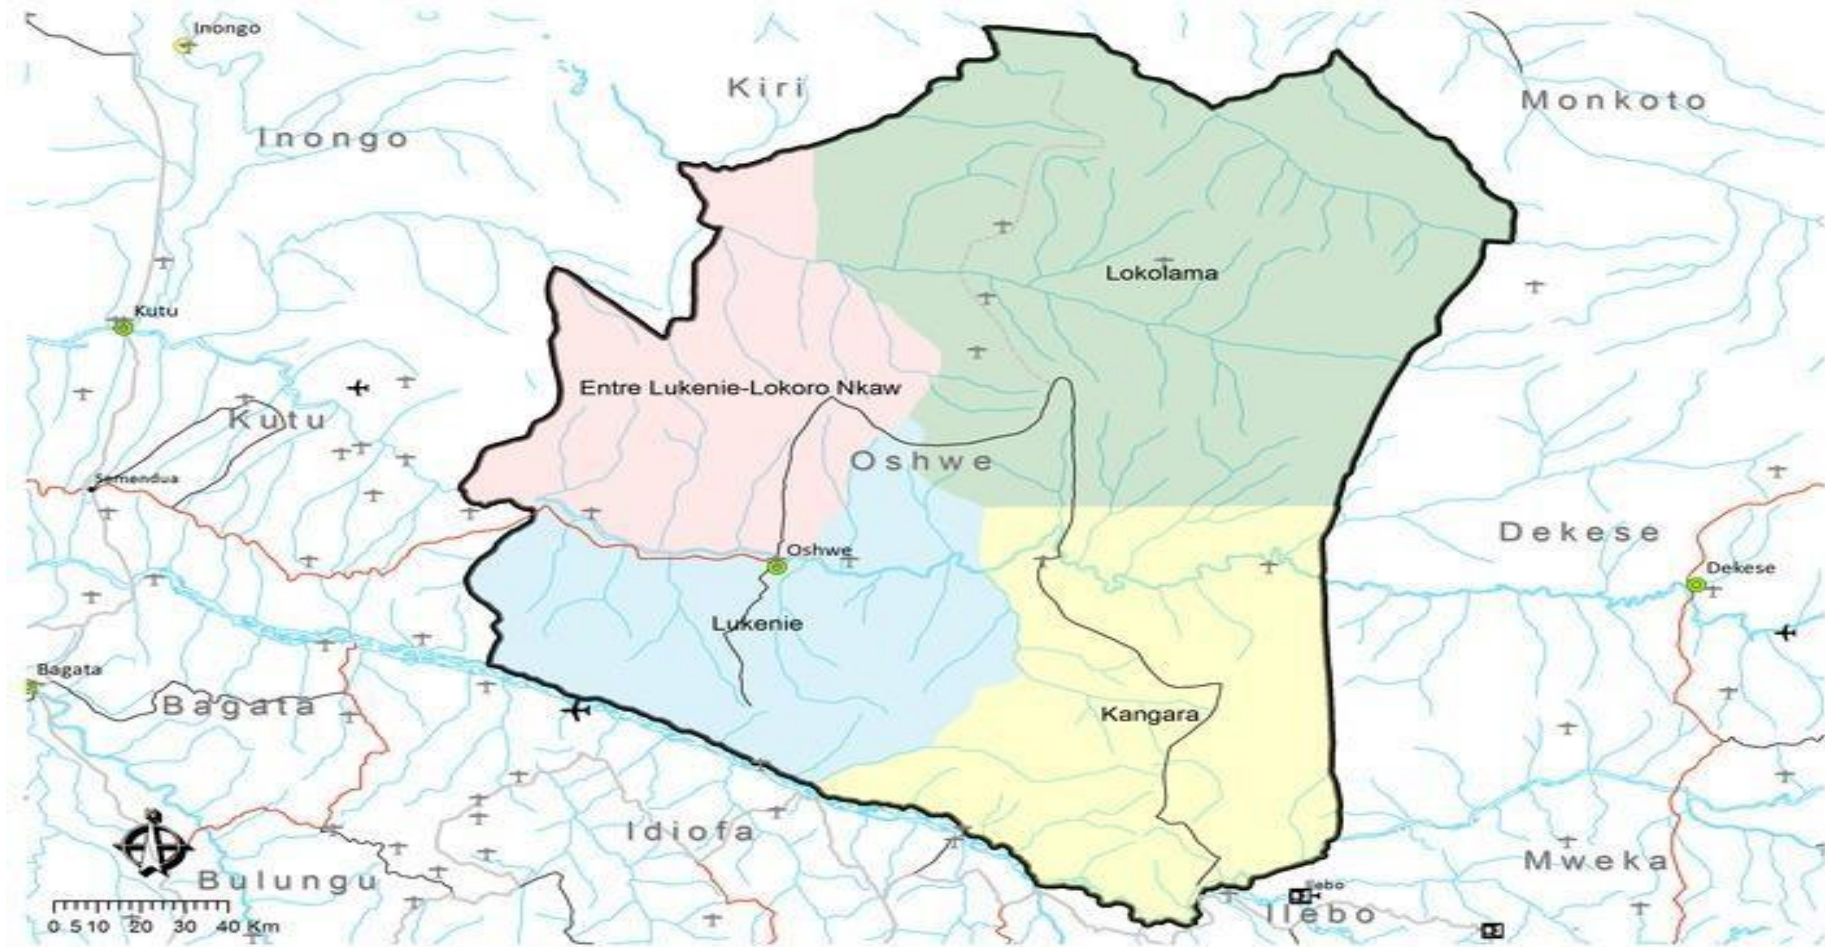 Inongo
Kiri
Monkoto
Inongo
Lokolama
Kutu
Entre Lukenie-Lokoro Nkaw
Kutu
Oshwe
Semendua
Dekese
Oshwe
Dekese
Lukenie
Bagata
Bagata
Kangara
Idiofa
Mweka
Bulungu
Ilebo
Ilebo
0 5 10 20 30 40 Km